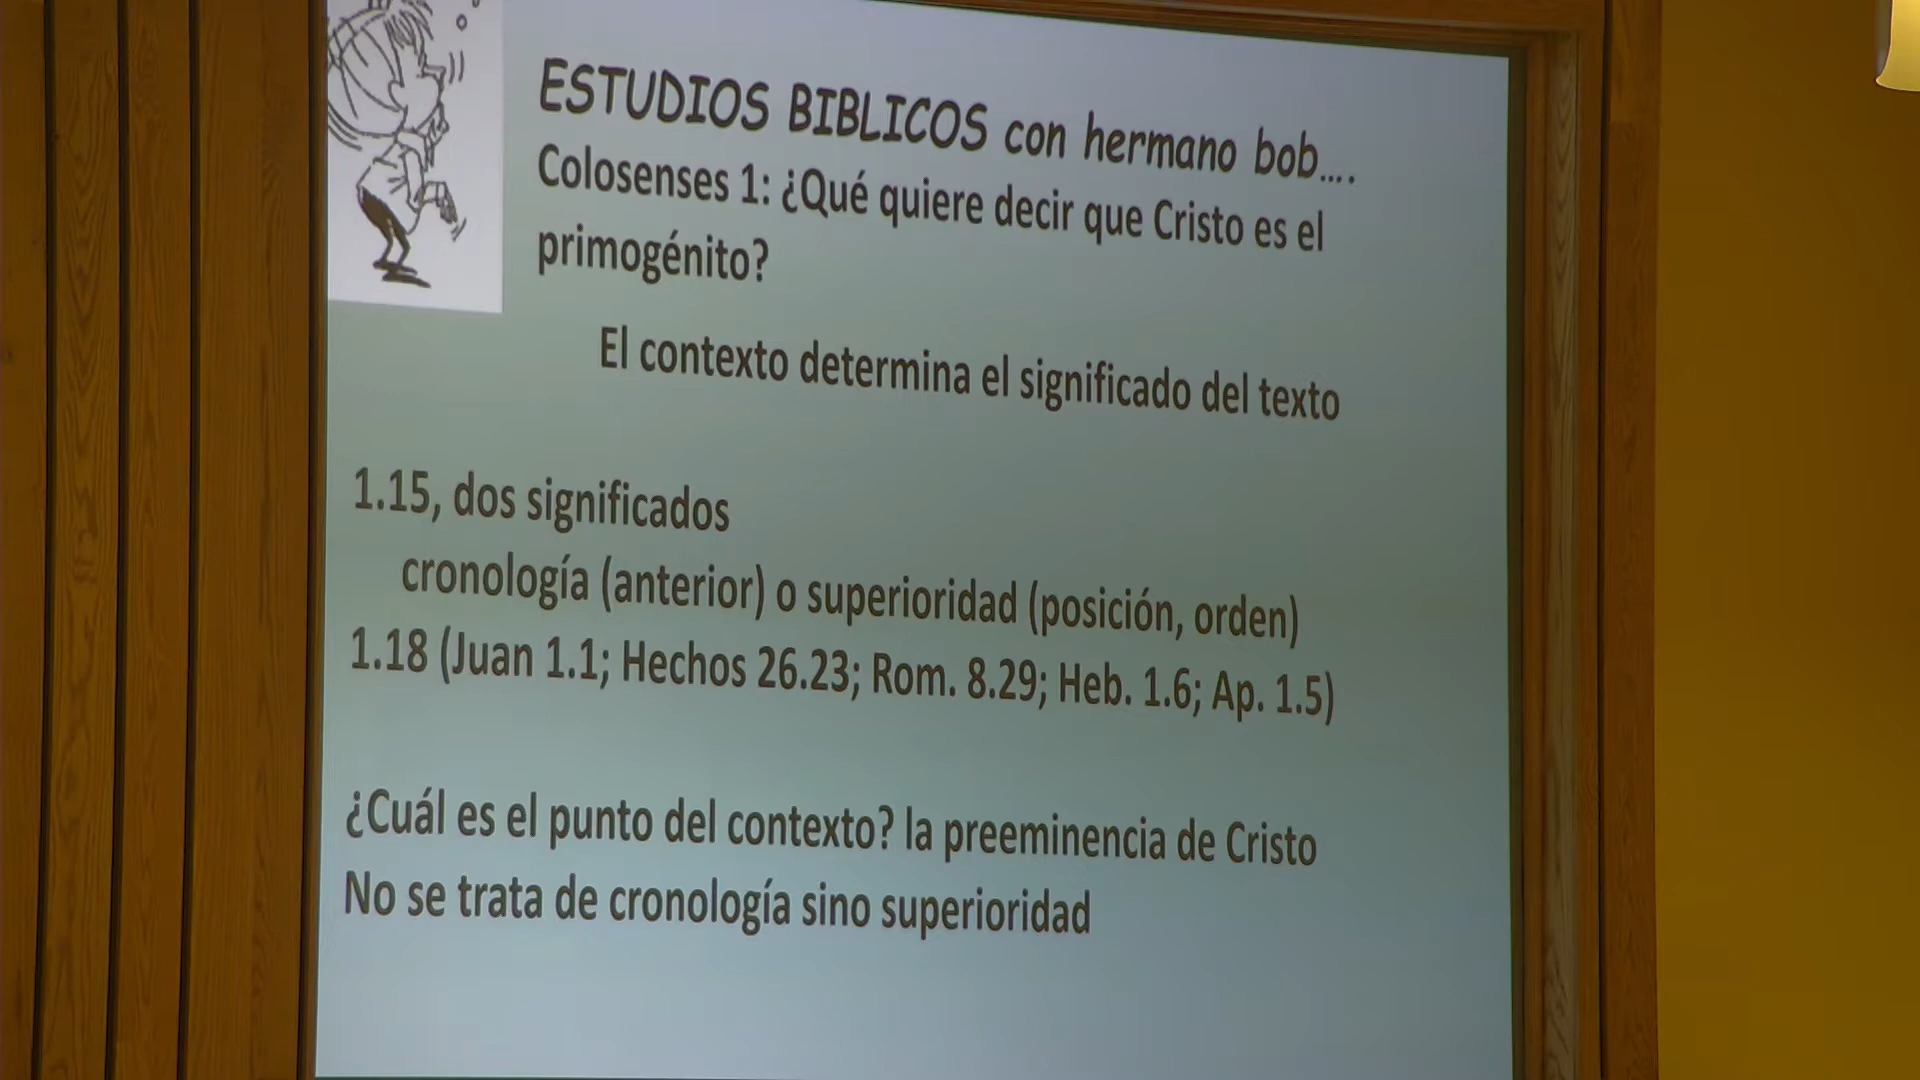 ESTUDIOS BIBLICOS con hermano bob....
Colosenses 1: ¿Qué quiere decir que Cristo es el
primogénito?
El contexto determina el significado del texto
1.15, dos significados
cronología (anterior) o superioridad (posición, orden)
1.18 (Juan 1.1; Hechos 26.23; Rom. 8.29; Heb. 1.6; Ap. 1.5)
¿Cuál es el punto del contexto? la preeminencia de Cristo
No se trata de cronología sino superioridad